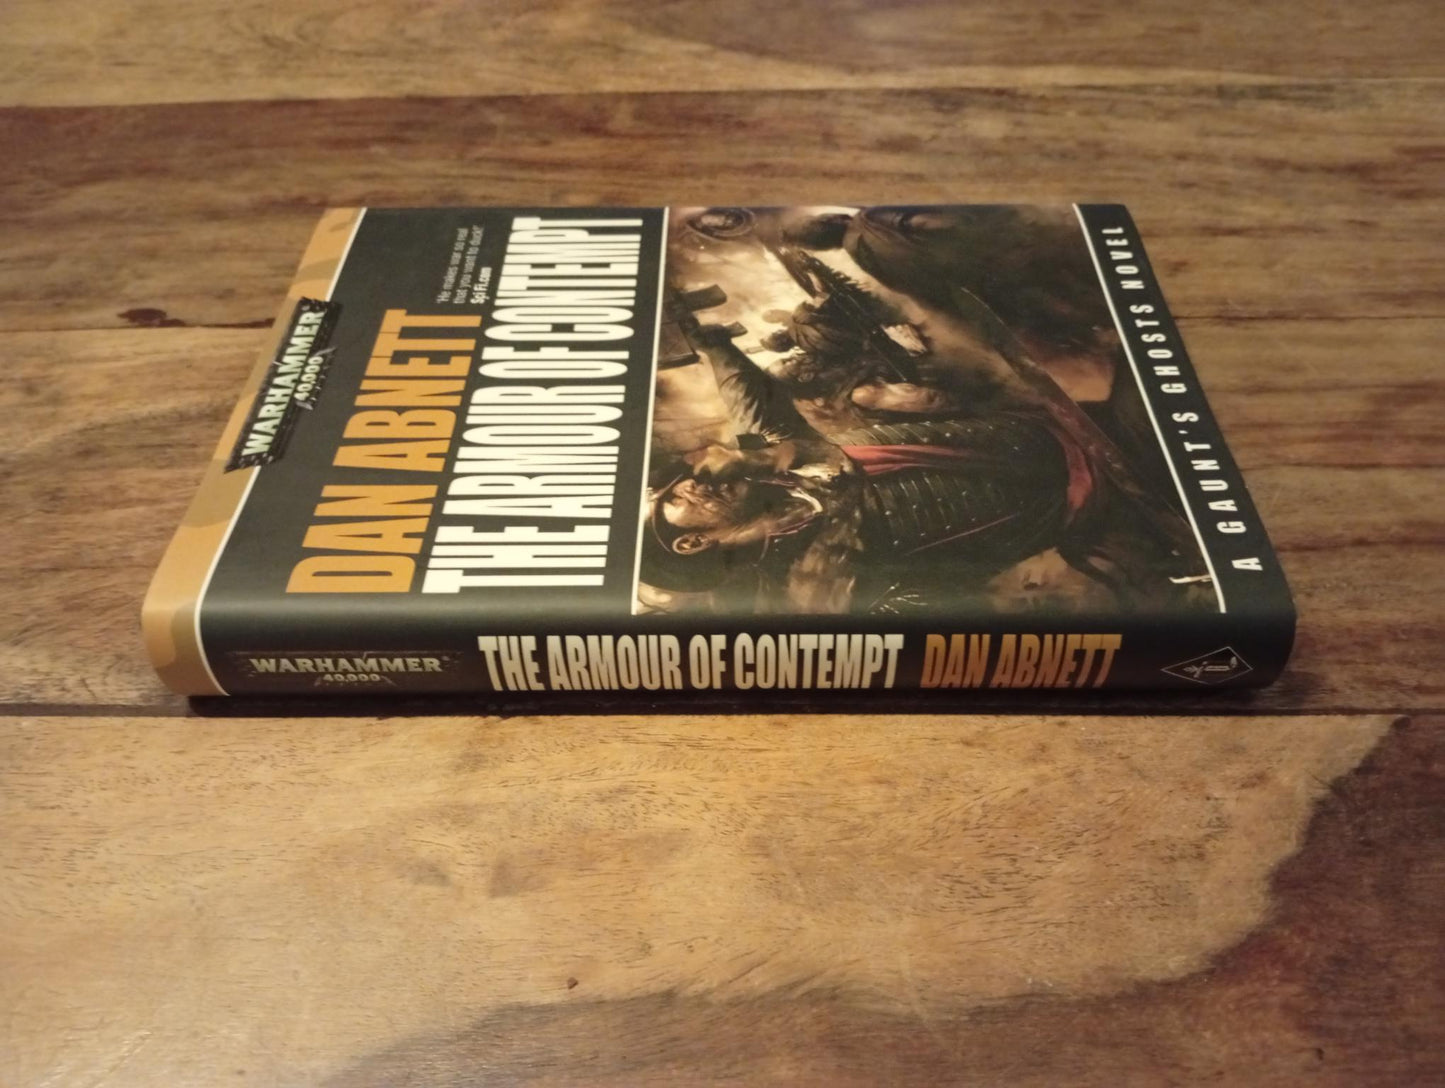 WARHAMMER
40,000
DAN ABNETT
'He makes war so real
that you want to duck!'
Sci Fi.com
THE ARMOUR OF CONTEMPT
A GAUNT'S GHOSTS NOVEL
WARHAMMER
40,000
THE ARMOUR OF CONTEMPT DAN ABNETT